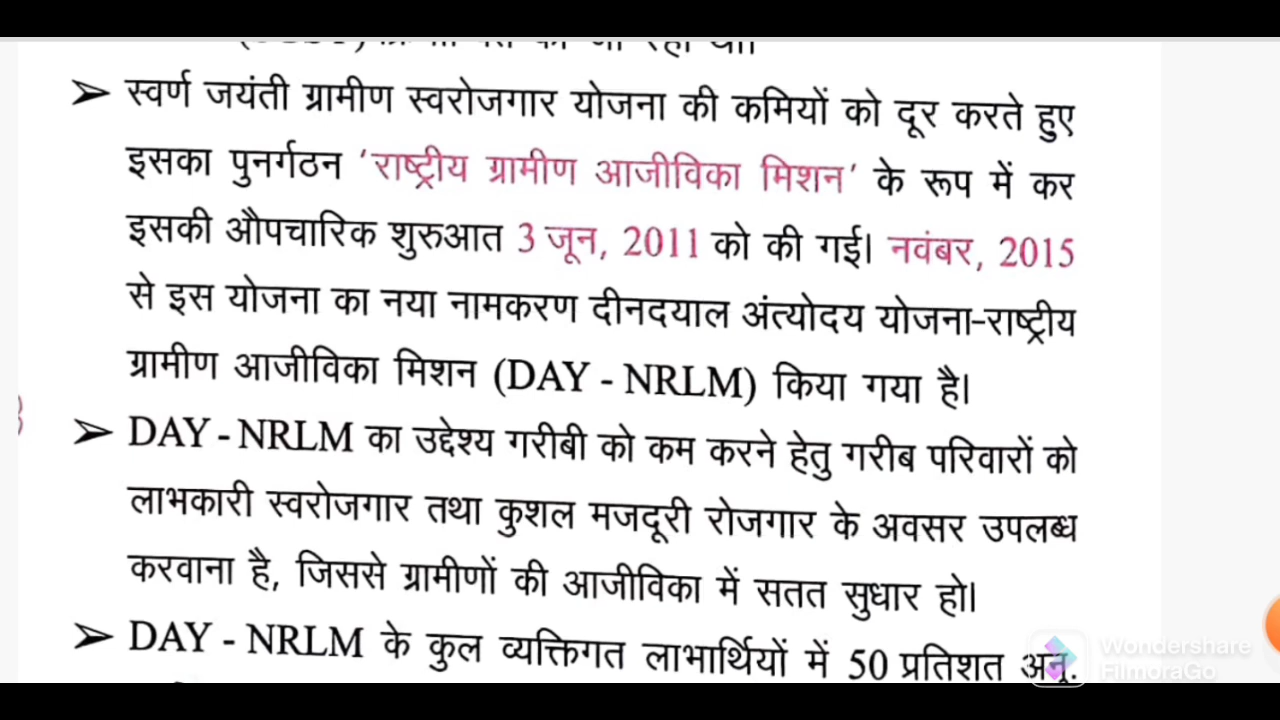 ➢ स्वर्ण जयंती ग्रामीण स्वरोजगार योजना की कमियों को दूर करते हुए
इसका पुनर्गठन ‘राष्ट्रीय ग्रामीण आजीविका मिशन’ के रूप में कर
इसकी औपचारिक शुरुआत 3 जून, 2011 को की गई। नवंबर, 2015
से इस योजना का नया नामकरण दीनदयाल अंत्योदय योजना-राष्ट्रीय
ग्रामीण आजीविका मिशन (DAY - NRLM) किया गया है।
➢ DAY - NRLM का उद्देश्य गरीबी को कम करने हेतु गरीब परिवारों को
लाभकारी स्वरोजगार तथा कुशल मजदूरी रोजगार के अवसर उपलब्ध
करवाना है, जिससे ग्रामीणों की आजीविका में सतत सुधार हो।
➢ DAY - NRLM के कुल व्यक्तिगत लाभार्थियों में 50 प्रतिशत अनु.
Wondershare
FilmoraGo